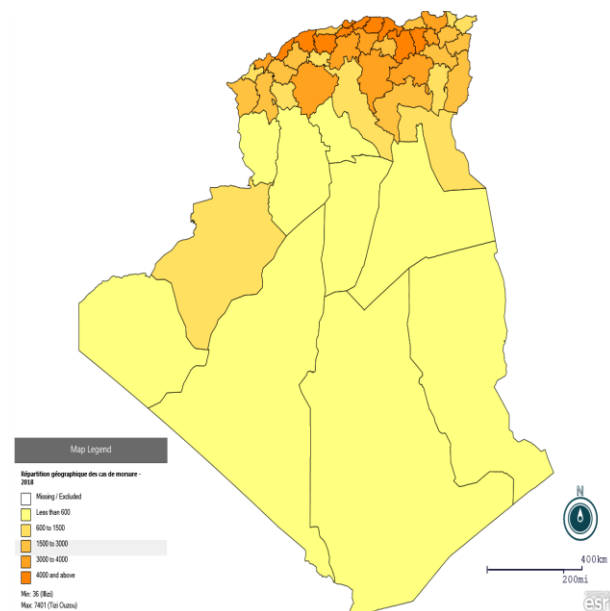 Map Legend
Répartition géographique des cas de morsure -
2018
Missing / Excluded
Less than 600
600 to 1500
1500 to 3000
3000 to 4000
4000 and above
Min: 36 (Illizi)
Max: 7401 (Tizi Ouzou)
N
400km
200mi
esri